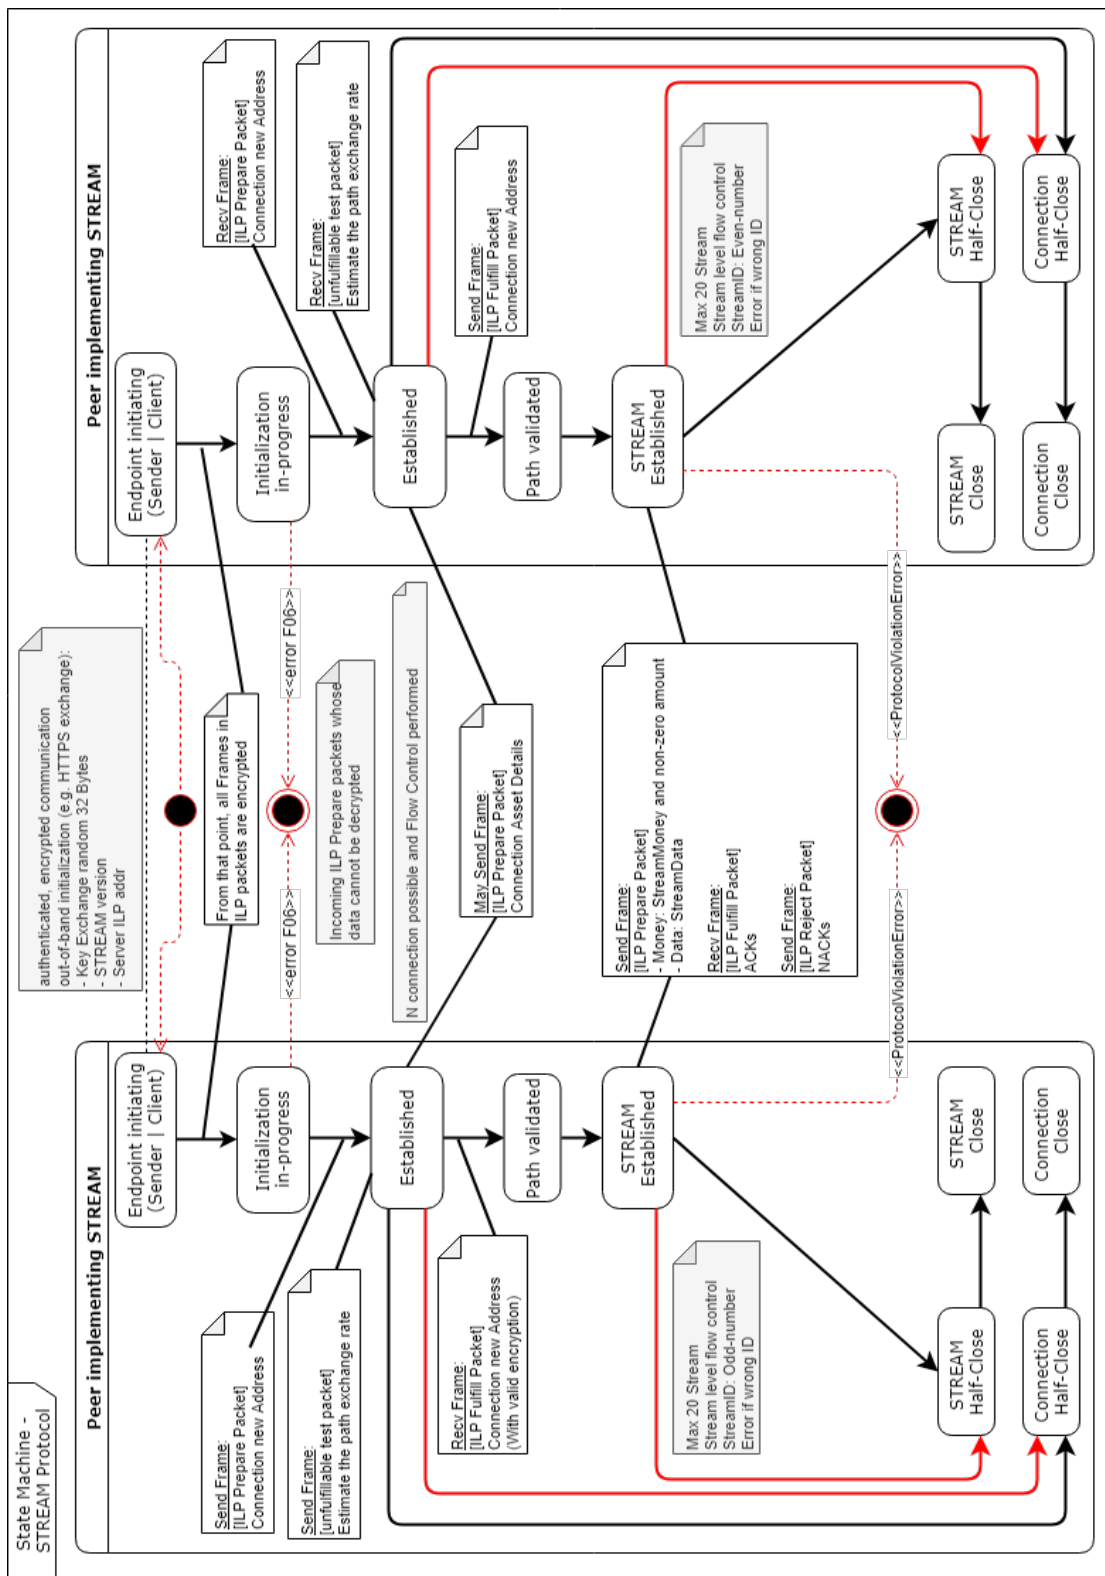 State Machine -
STREAM Protocol
Peer implementing STREAM
Endpoint initiating
(Sender | Client)
Initialization
in-progress
Established
Path validated
STREAM
Established
STREAM
Half-Close
STREAM
Close
Connection
Half-Close
Connection
Close
Send Frame:
[ILP Prepare Packet]
Connection new Address
Send Frame:
[unfulfillable test packet]
Estimate the path exchange rate
Recv Frame:
[ILP Fulfill Packet]
Connection new Address
(With valid encryption)
Max 20 Stream
Stream level flow control
StreamID: Odd-number
Error if wrong ID
authenticated, encrypted communication
out-of-band initialization (e.g. HTTPS exchange):
- Key Exchange random 32 Bytes
- STREAM version
- Server ILP addr
From that point, all Frames in
ILP packets are encrypted
<<error F06>>
<<error F06>>
Incoming ILP Prepare packets whose
data cannot be decrypted
N connection possible and Flow Control performed
May Send Frame:
[ILP Prepare Packet]
Connection Asset Details
Send Frame:
[ILP Prepare Packet]
- Money: StreamMoney and non-zero amount
- Data: StreamData
Recv Frame:
[ILP Fulfill Packet]
ACKs
Send Frame:
[ILP Reject Packet]
NACKs
<<ProtocolViolationError>>
<<ProtocolViolationError>>
Peer implementing STREAM
Endpoint initiating
(Sender | Client)
Initialization
in-progress
Established
Path validated
STREAM
Established
STREAM
Half-Close
STREAM
Close
Connection
Half-Close
Connection
Close
Recv Frame:
[ILP Prepare Packet]
Connection new Address
Recv Frame:
[unfulfillable test packet]
Estimate the path exchange rate
Send Frame:
[ILP Fulfill Packet]
Connection new Address
Max 20 Stream
Stream level flow control
StreamID: Even-number
Error if wrong ID